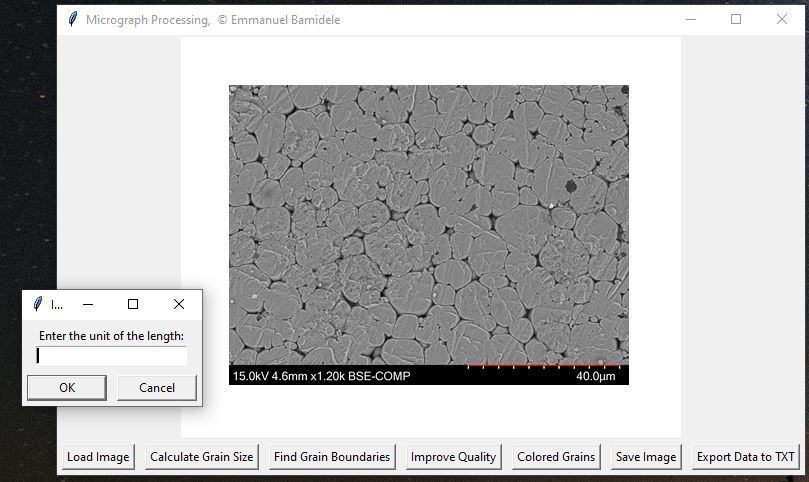 Micrograph Processing, © Emmanuel Bamidele
I...
Enter the unit of the length:
OK Cancel
15.0kV 4.6mm x1.20k BSE-COMP 40.0μm
Load Image Calculate Grain Size Find Grain Boundaries Improve Quality Colored Grains Save Image Export Data to TXT